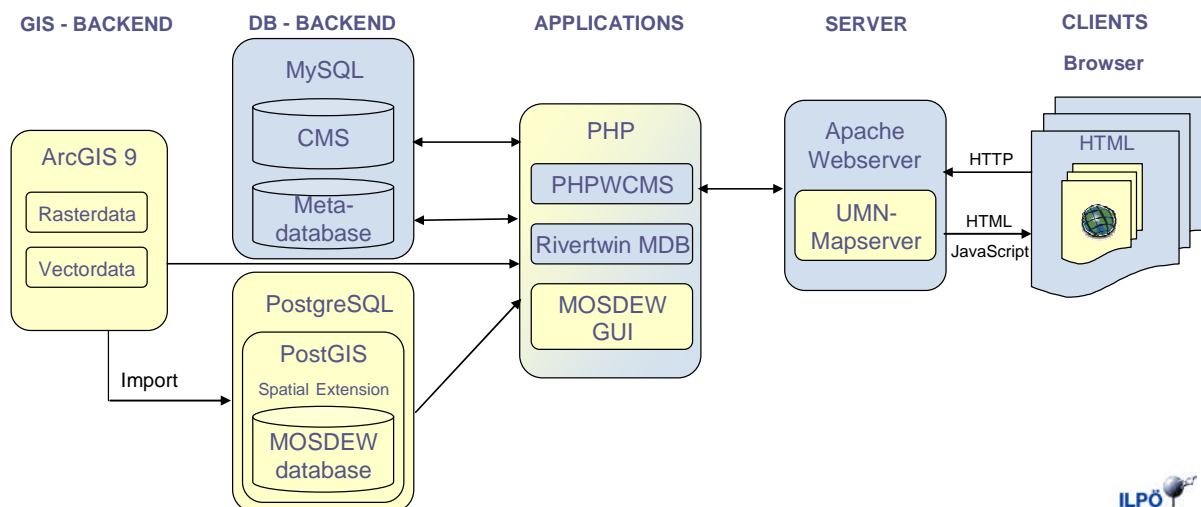 GIS - BACKEND
DB - BACKEND
APPLICATIONS
SERVER
CLIENTS
Browser
ArcGIS 9
Rasterdata
Vectordata
Import
MySQL
CMS
Meta-
database
PostgreSQL
PostGIS
Spatial Extension
MOSDEW
database
PHP
PHPWCMS
Rivertwin MDB
MOSDEW
GUI
Apache
Webserver
UMN-
Mapserver
HTTP
HTML
JavaScript
HTML
ILPÖ